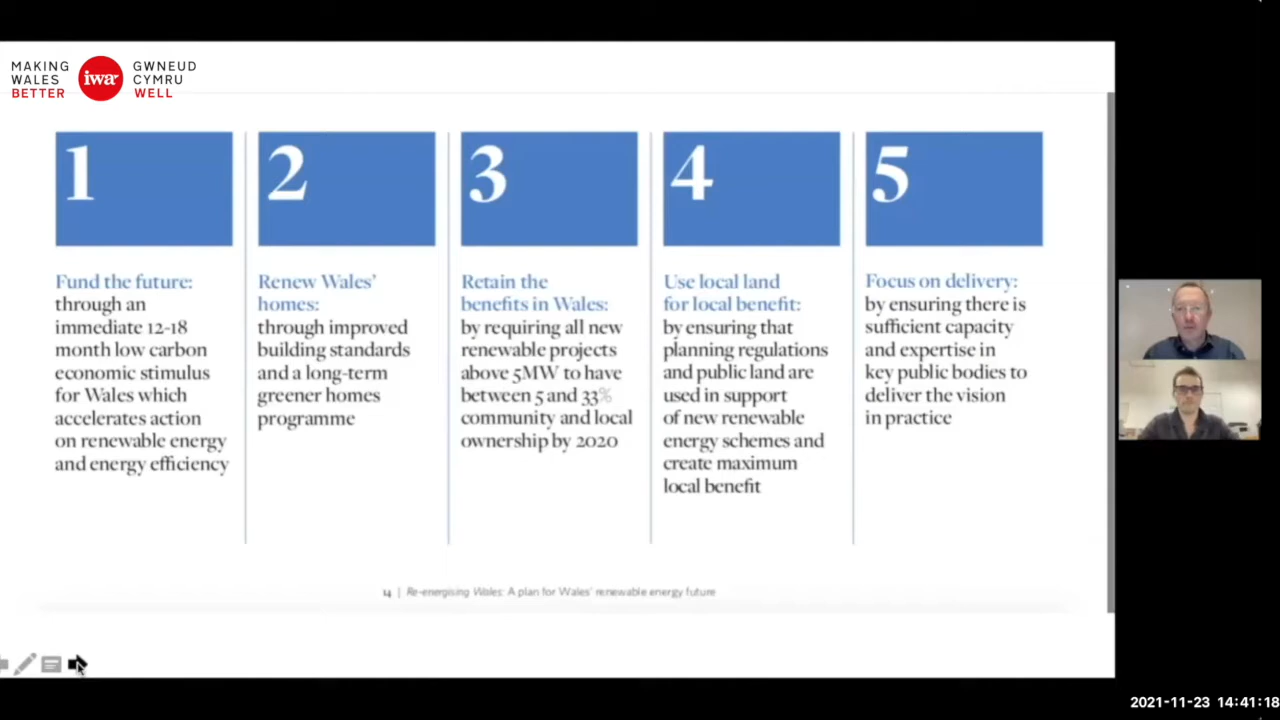 MAKING
WALES
BETTER
iwa
GWNEUD
CYMRU
WELL
1
Fund the future:
through an
immediate 12-18
month low carbon
economic stimulus
for Wales which
accelerates action
on renewable energy
and energy efficiency
2
Renew Wales'
homes:
through improved
building standards
and a long-term
greener homes
programme
3
Retain the
benefits in Wales:
by requiring all new
renewable projects
above 5MW to have
between 5 and 33%
community and local
ownership by 2020
4
Use local land
for local benefit:
by ensuring that
planning regulations
and public land are
used in support
of new renewable
energy schemes and
create maximum
local benefit
5
Focus on delivery:
by ensuring there is
sufficient capacity
and expertise in
key public bodies to
deliver the vision
in practice
14 | Re-energising Wales: A plan for Wales' renewable energy future
2021-11-23 14:41:18